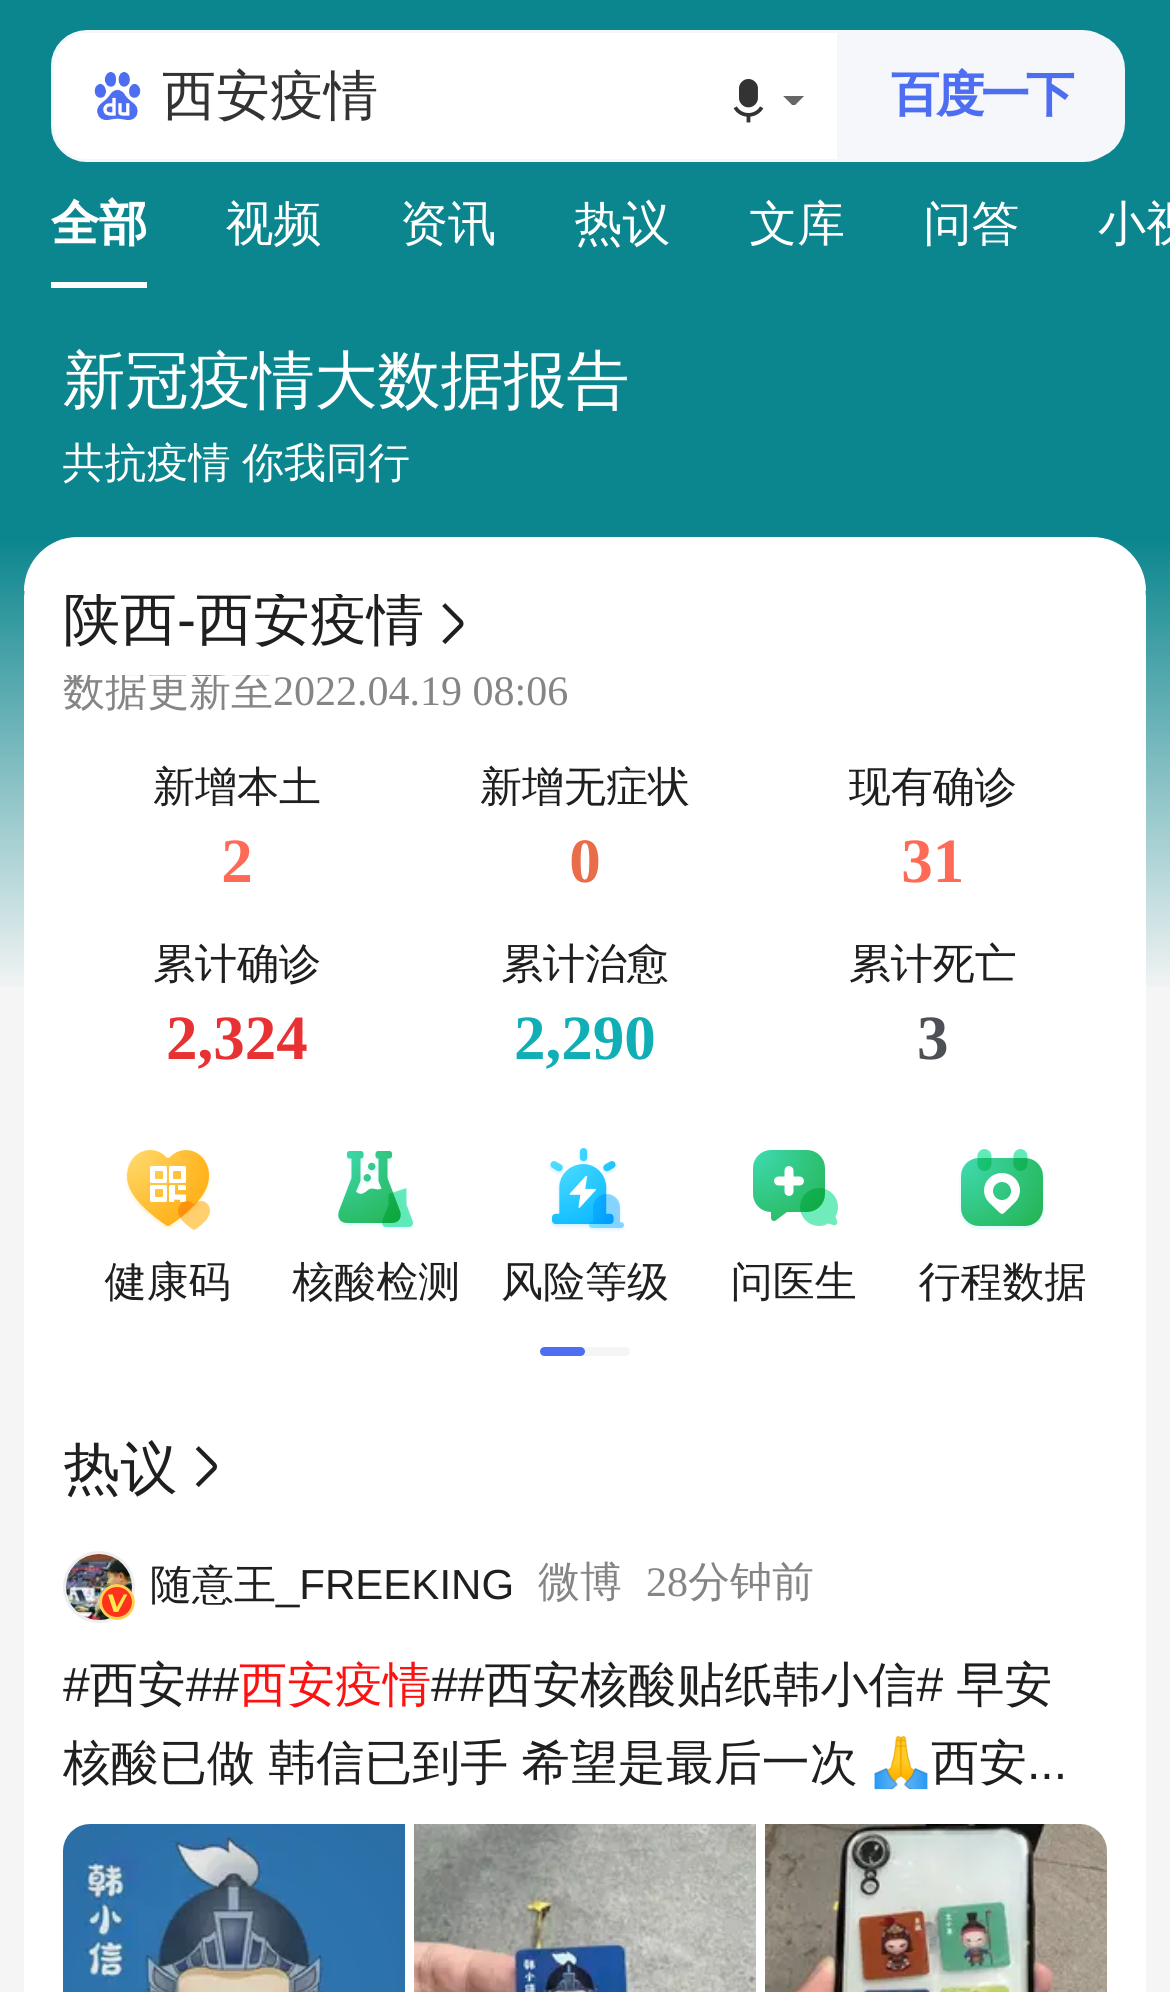 du 西安疫情 百度一下
全部 视频 资讯 热议 文库 问答 小视
新冠疫情大数据报告
共抗疫情 你我同行
陕西-西安疫情
数据更新至2022.04.19 08:06
新增本土 新增无症状 现有确诊
2 0 31
累计确诊 累计治愈 累计死亡
2,324 2,290 3
健康码 核酸检测 风险等级 问医生 行程数据
热议
随意王_FREEKING 微博 28分钟前
#西安##西安疫情##西安核酸贴纸韩小信# 早安
核酸已做 韩信已到手 希望是最后一次 🙏西安...
韩小信
韩小信